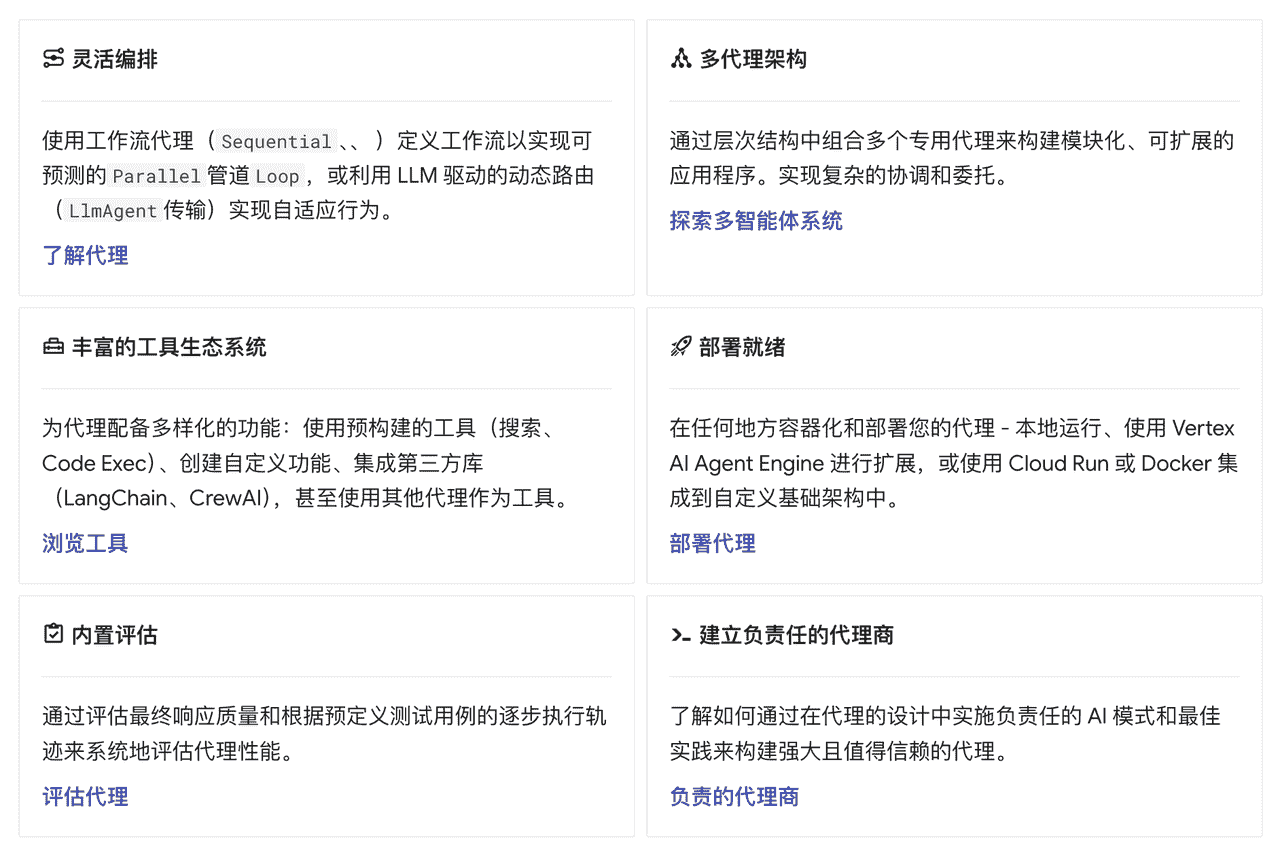 灵活编排
使用工作流代理（Sequential、、）定义工作流以实现可
预测的Parallel管道Loop，或利用 LLM 驱动的动态路由
（LlmAgent传输）实现自适应行为。
了解代理
多代理架构
通过层次结构中组合多个专用代理来构建模块化、可扩展的
应用程序。实现复杂的协调和委托。
探索多智能体系统
丰富的工具生态系统
为代理配备多样化的功能：使用预构建的工具（搜索、
Code Exec）、创建自定义功能、集成第三方库
（LangChain、CrewAI），甚至使用其他代理作为工具。
浏览工具
部署就绪
在任何地方容器化和部署您的代理 - 本地运行、使用 Vertex
AI Agent Engine 进行扩展，或使用 Cloud Run 或 Docker 集
成到自定义基础架构中。
部署代理
内置评估
通过评估最终响应质量和根据预定义测试用例的逐步执行轨
迹来系统地评估代理性能。
评估代理
建立负责任的代理商
了解如何通过在代理的设计中实施负责任的 AI 模式和最佳
实践来构建强大且值得信赖的代理。
负责的代理商